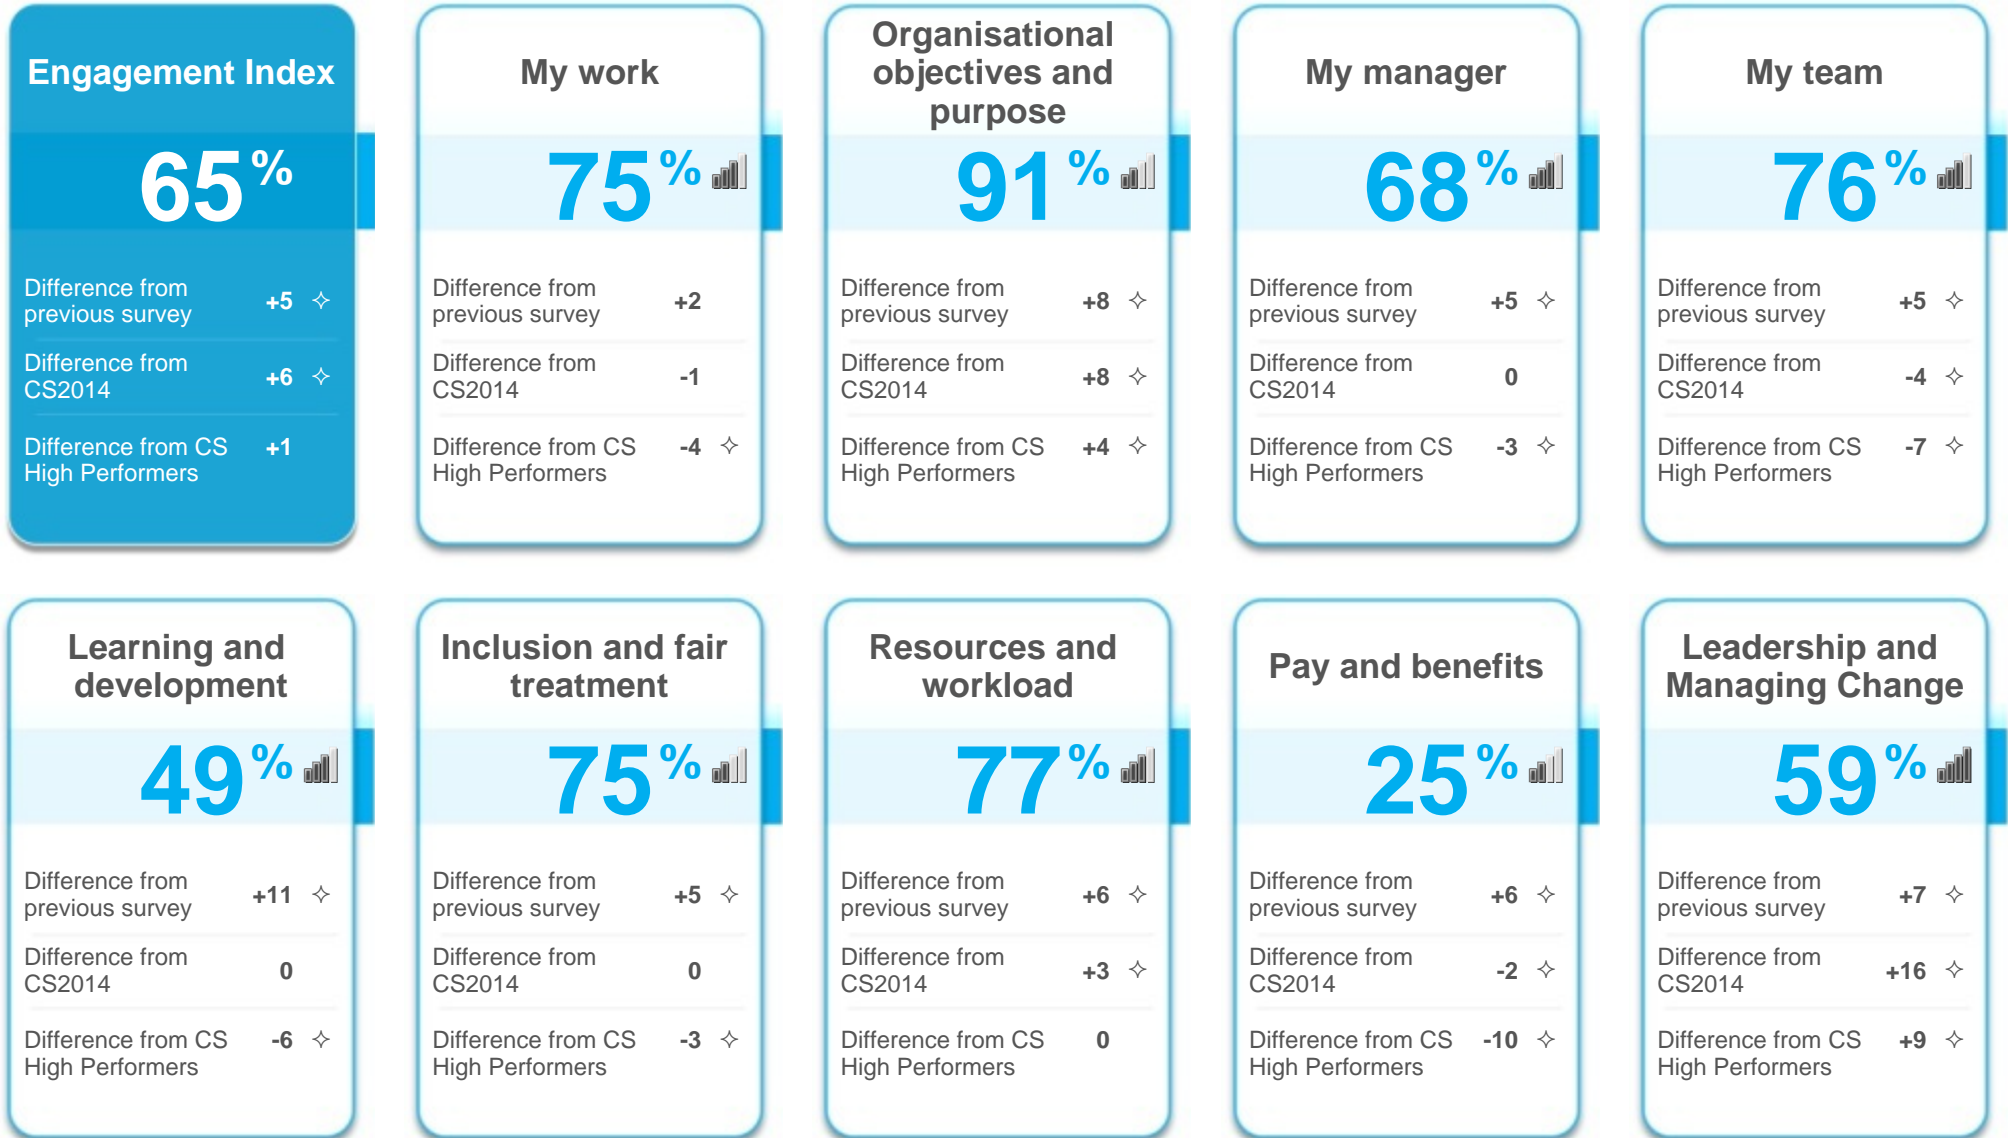 Engagement Index
65%
Difference from
previous survey +5 ✧
Difference from
CS2014 +6 ✧
Difference from CS
High Performers +1
My work
75%
Difference from
previous survey +2
Difference from
CS2014 -1
Difference from CS
High Performers -4 ✧
Organisational
objectives and
purpose
91%
Difference from
previous survey +8 ✧
Difference from
CS2014 +8 ✧
Difference from CS
High Performers +4 ✧
My manager
68%
Difference from
previous survey +5 ✧
Difference from
CS2014 0
Difference from CS
High Performers -3 ✧
My team
76%
Difference from
previous survey +5 ✧
Difference from
CS2014 -4 ✧
Difference from CS
High Performers -7 ✧
Learning and
development
49%
Difference from
previous survey +11 ✧
Difference from
CS2014 0
Difference from CS
High Performers -6 ✧
Inclusion and fair
treatment
75%
Difference from
previous survey +5 ✧
Difference from
CS2014 0
Difference from CS
High Performers -3 ✧
Resources and
workload
77%
Difference from
previous survey +6 ✧
Difference from
CS2014 +3 ✧
Difference from CS
High Performers 0
Pay and benefits
25%
Difference from
previous survey +6 ✧
Difference from
CS2014 -2 ✧
Difference from CS
High Performers -10 ✧
Leadership and
Managing Change
59%
Difference from
previous survey +7 ✧
Difference from
CS2014 +16 ✧
Difference from CS
High Performers +9 ✧